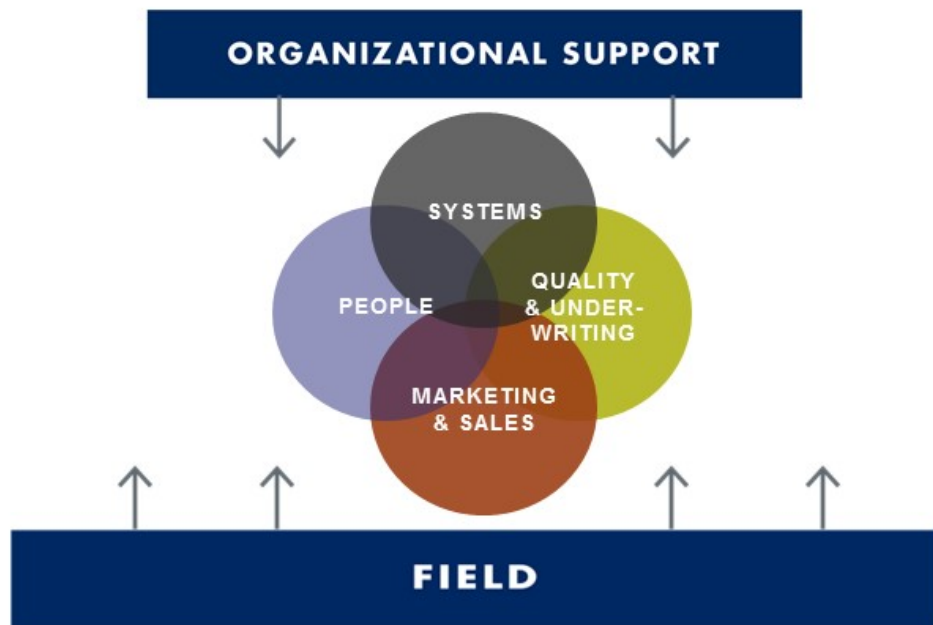 ORGANIZATIONAL SUPPORT
SYSTEMS
PEOPLE
QUALITY
& UNDER-
WRITING
MARKETING
& SALES
FIELD